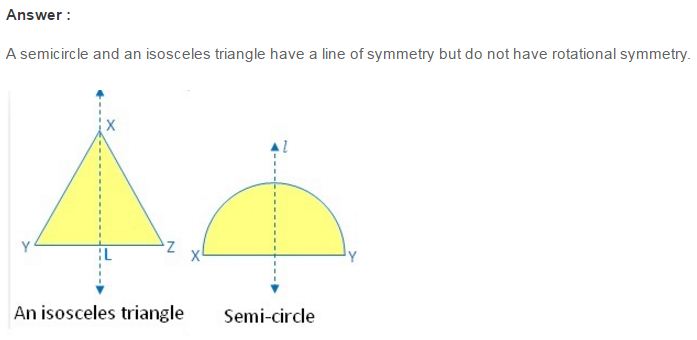 Answer :
A semicircle and an isosceles triangle have a line of symmetry but do not have rotational symmetry.
X
l
Y
L
Z
X
Y
An isosceles triangle
Semi-circle